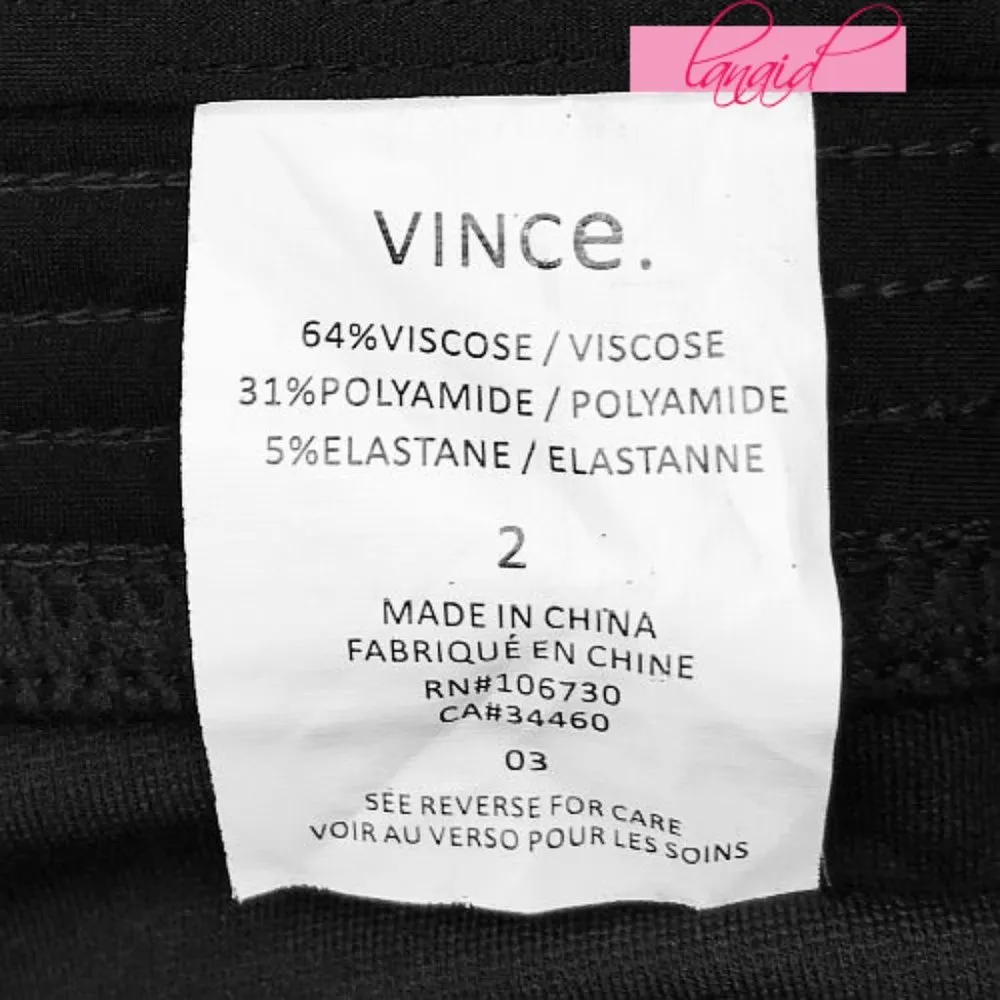 lanaid
VINCe.
64%VISCOSE / VISCOSE
31%POLYAMIDE / POLYAMIDE
5%ELASTANE / ELASTANNE
2
MADE IN CHINA
FABRIQUÉ EN CHINE
RN#106730
CA#34460
03
SEE REVERSE FOR CARE
VOIR AU VERSO POUR LES SOINS